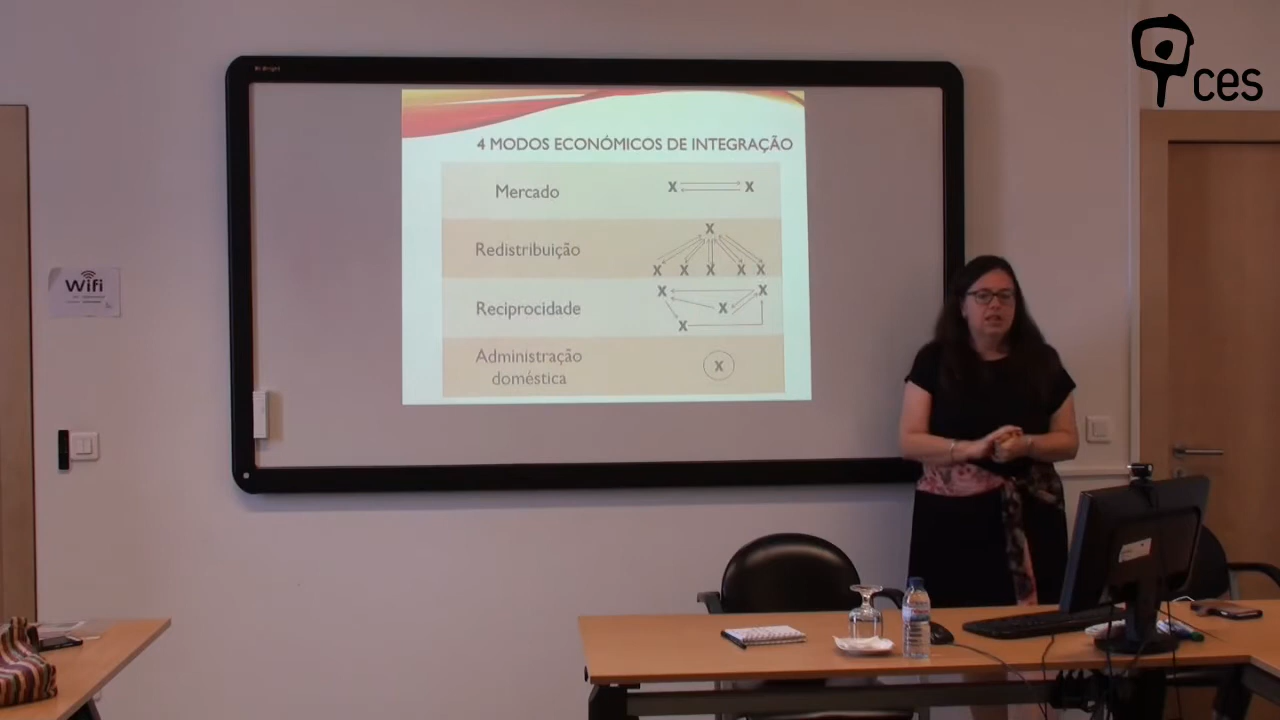 ces
4 MODOS ECONÓMICOS DE INTEGRAÇÃO
Mercado
X X
Redistribuição
X
X X X X X
Reciprocidade
X X
X
X
Administração
doméstica
X
Wifi